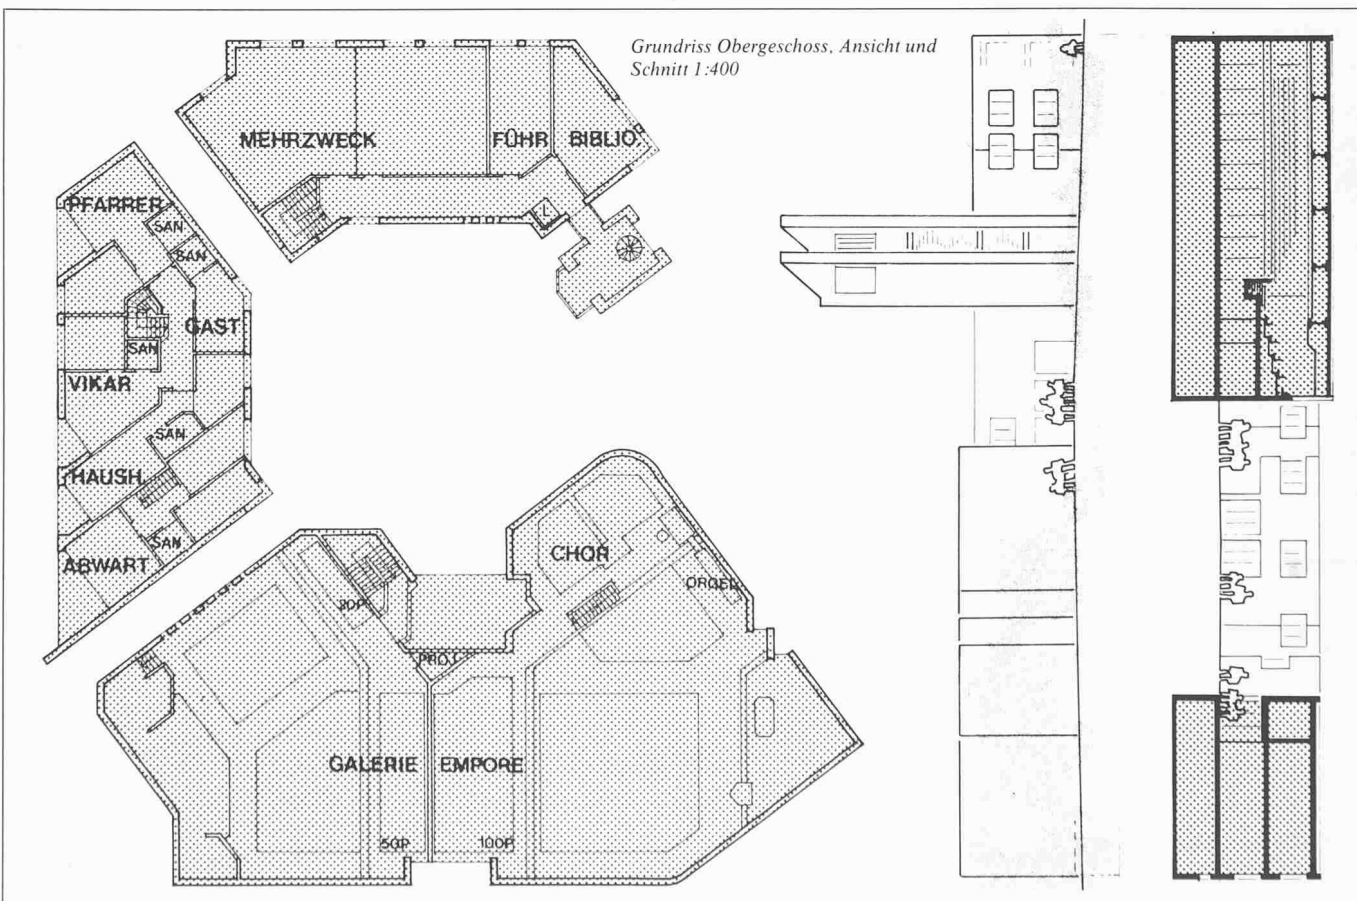 Grundriss Obergeschoss, Ansicht und
Schnitt 1:400
MEHRZWECK
FÜHR
BIBLIO.
L
PFARRER
SAN
SAN
GAST
SAN
VIKAR
SAN
HAUSH.
SAN
ABWART
CHOR
ORGEL
20P
PROJ.
GALERIE
EMPORE
50P
100P